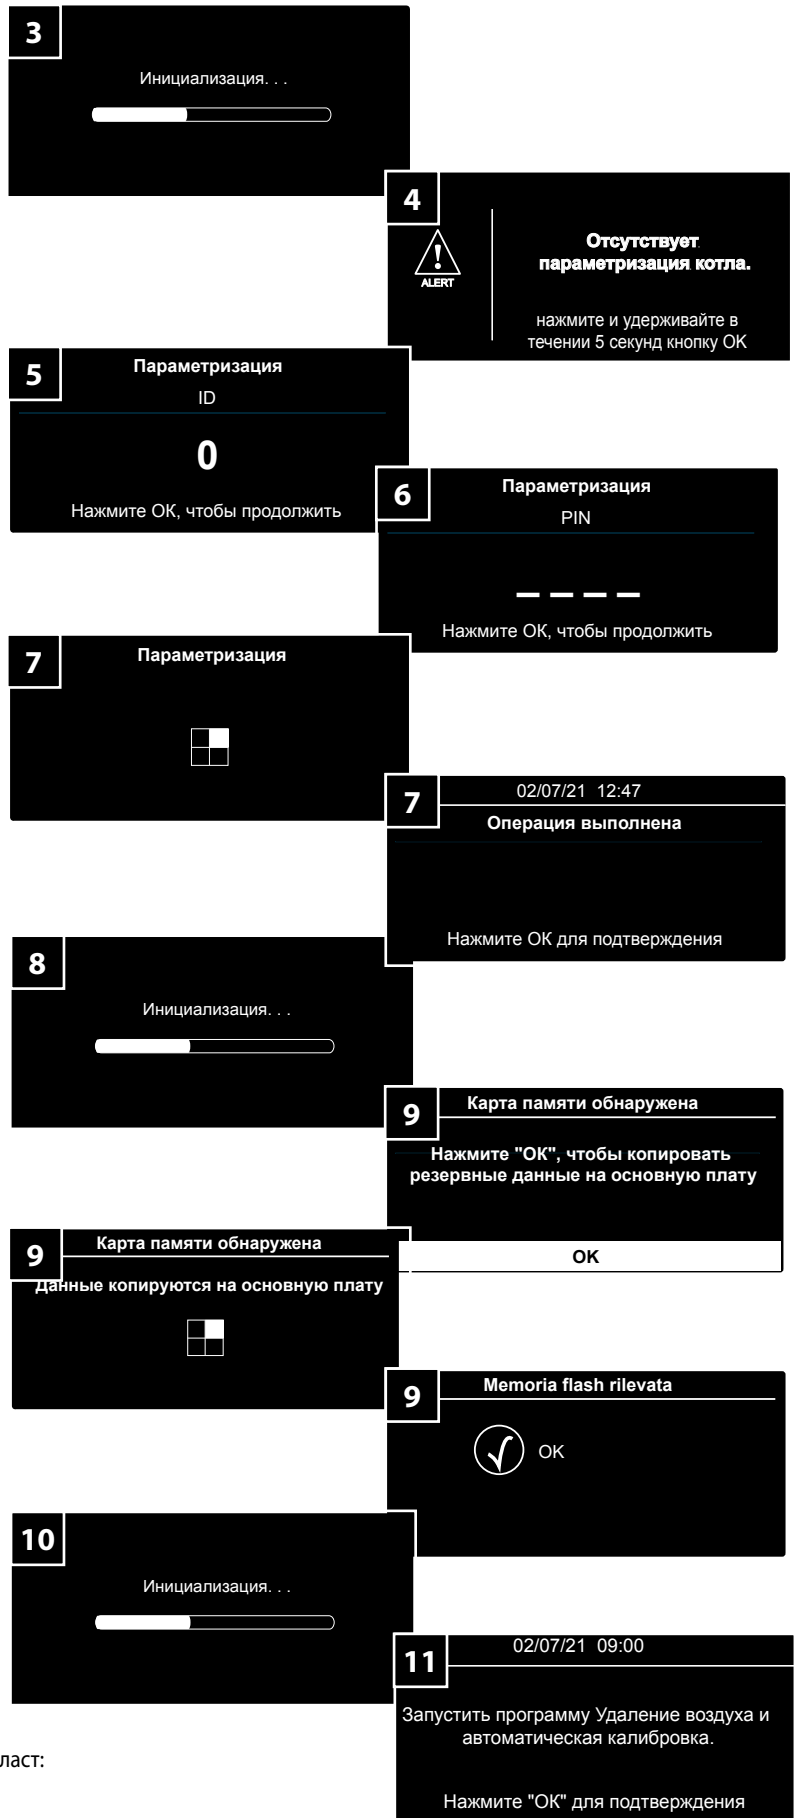 3
Инициализация. . .
4
ALERT
Отсутствует
параметризация котла.
нажмите и удерживайте в
течении 5 секунд кнопку OK
5
Параметризация
ID
0
Нажмите ОК, чтобы продолжить
6
Параметризация
PIN
_ _ _ _
Нажмите ОК, чтобы продолжить
7
Параметризация
7
02/07/21 12:47
Операция выполнена
Нажмите ОК для подтверждения
8
Инициализация. . .
9
Карта памяти обнаружена
Нажмите "ОК", чтобы копировать
резервные данные на основную плату
OK
9
Карта памяти обнаружена
Данные копируются на основную плату
9
Memoria flash rilevata
OK
10
Инициализация. . .
11
02/07/21 09:00
Запустить программу Удаление воздуха и
автоматическая калибровка.
Нажмите "ОК" для подтверждения
ласт: